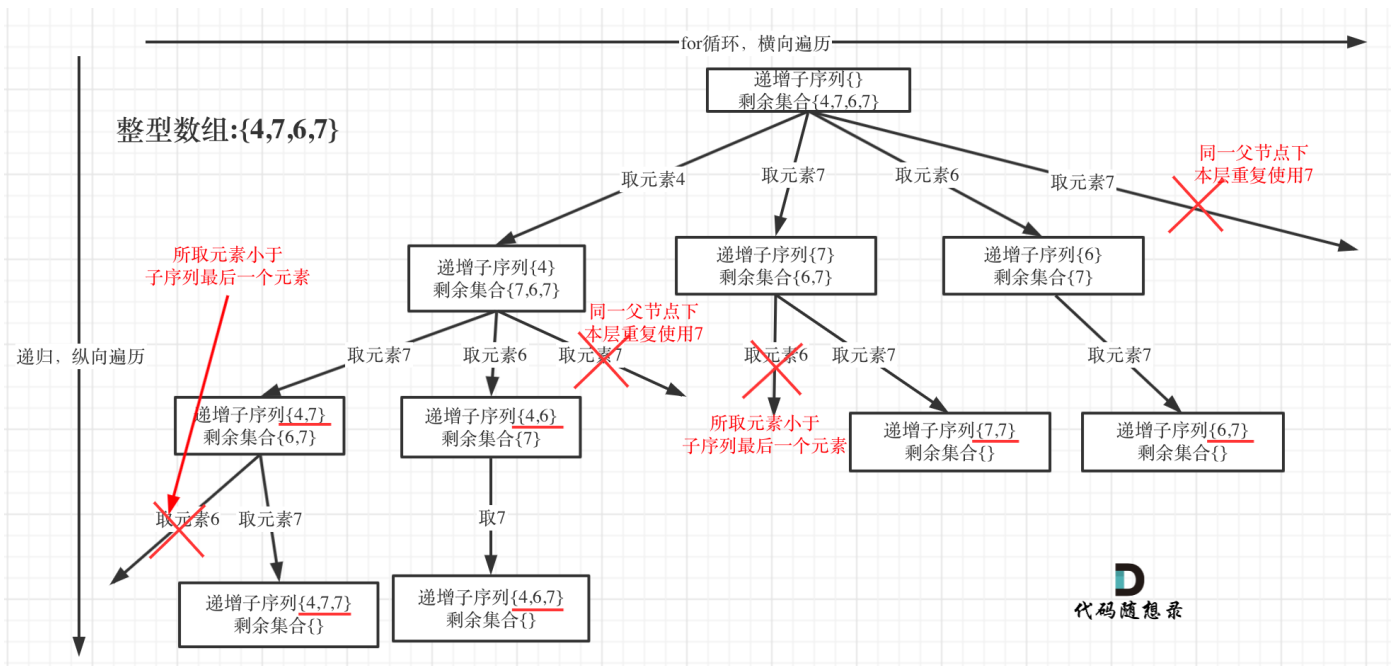 for循环，横向遍历
递增子序列{}
剩余集合{4,7,6,7}
整型数组:{4,7,6,7}
同一父节点下
本层重复使用7
取元素4
取元素7
取元素6
取元素7
所取元素小于
子序列最后一个元素
递增子序列{4}
剩余集合{7,6,7}
递增子序列{7}
剩余集合{6,7}
递增子序列{6}
剩余集合{7}
同一父节点下
本层重复使用7
递归，纵向遍历
取元素7
取元素6
取元素7
取元素6
取元素7
取元素7
递增子序列{4,7}
剩余集合{6,7}
递增子序列{4,6}
剩余集合{7}
所取元素小于
子序列最后一个元素
递增子序列{7,7}
剩余集合{}
递增子序列{6,7}
剩余集合{}
取元素6
取元素7
取7
递增子序列{4,7,7}
剩余集合{}
递增子序列{4,6,7}
剩余集合{}
代码随想录